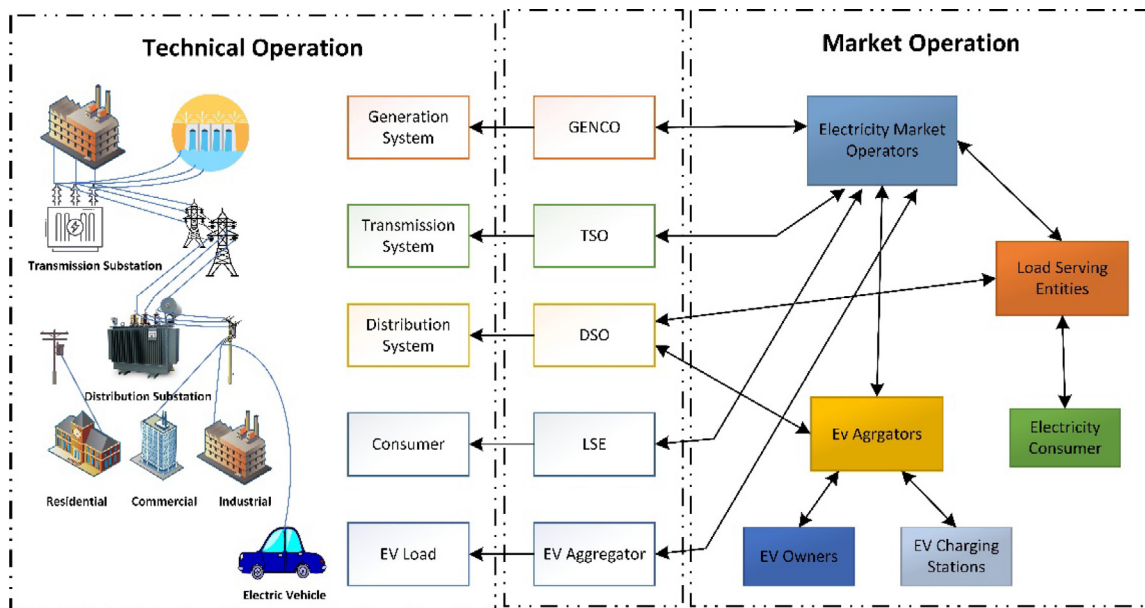 Technical Operation
Market Operation
Generation
System
GENCO
Electricity Market
Operators
Transmission Substation
Transmission
System
TSO
Load Serving
Entities
Distribution
System
DSO
Distribution Substation
Consumer
LSE
Ev Agrgators
Electricity
Consumer
Residential
Commercial
Industrial
EV Load
EV Aggregator
EV Owners
EV Charging
Stations
Electric Vehicle